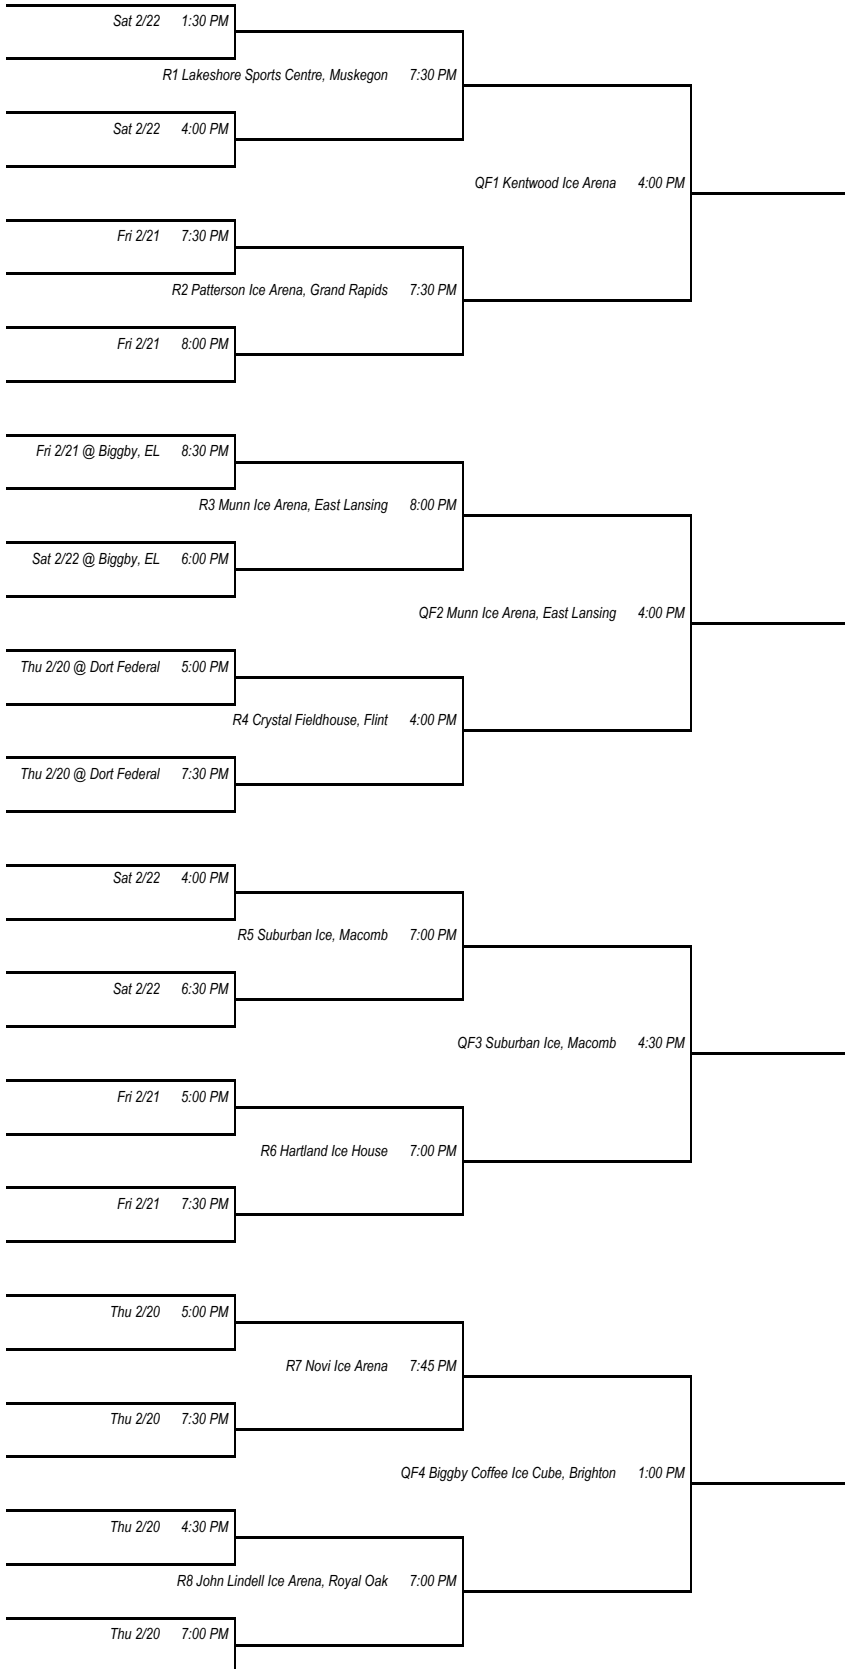 Sat 2/22 1:30 PM
R1 Lakeshore Sports Centre, Muskegon 7:30 PM
Sat 2/22 4:00 PM
QF1 Kentwood Ice Arena 4:00 PM
Fri 2/21 7:30 PM
R2 Patterson Ice Arena, Grand Rapids 7:30 PM
Fri 2/21 8:00 PM
Fri 2/21 @ Biggby, EL 8:30 PM
R3 Munn Ice Arena, East Lansing 8:00 PM
Sat 2/22 @ Biggby, EL 6:00 PM
QF2 Munn Ice Arena, East Lansing 4:00 PM
Thu 2/20 @ Dort Federal 5:00 PM
R4 Crystal Fieldhouse, Flint 4:00 PM
Thu 2/20 @ Dort Federal 7:30 PM
Sat 2/22 4:00 PM
R5 Suburban Ice, Macomb 7:00 PM
Sat 2/22 6:30 PM
QF3 Suburban Ice, Macomb 4:30 PM
Fri 2/21 5:00 PM
R6 Hartland Ice House 7:00 PM
Fri 2/21 7:30 PM
Thu 2/20 5:00 PM
R7 Novi Ice Arena 7:45 PM
Thu 2/20 7:30 PM
QF4 Biggby Coffee Ice Cube, Brighton 1:00 PM
Thu 2/20 4:30 PM
R8 John Lindell Ice Arena, Royal Oak 7:00 PM
Thu 2/20 7:00 PM